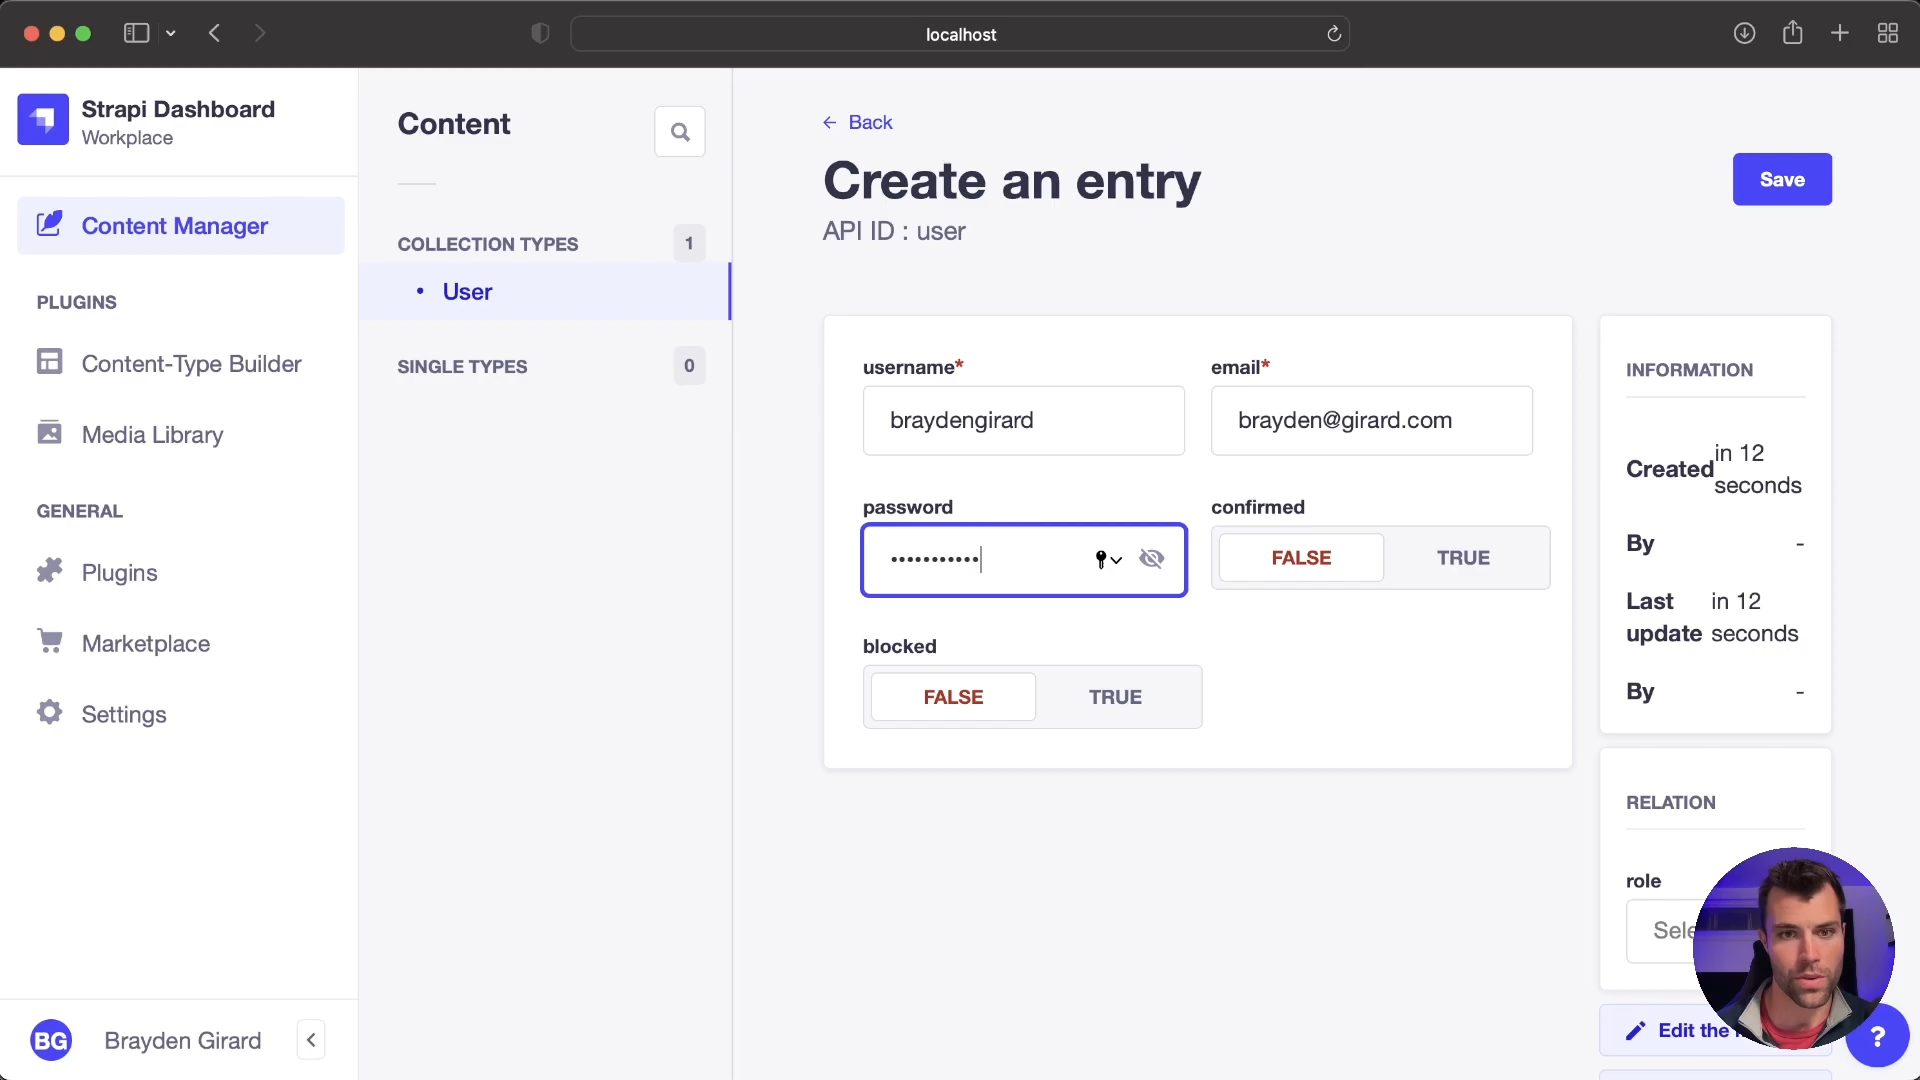 localhost
Strapi Dashboard
Workplace
Content Manager
PLUGINS
Content-Type Builder
Media Library
GENERAL
Plugins
Marketplace
Settings
BG
Brayden Girard
Content
COLLECTION TYPES
1
User
SINGLE TYPES
0
Back
Create an entry
API ID : user
Save
username*
braydengirard
email*
brayden@girard.com
password
•••••••••••
confirmed
FALSE
TRUE
blocked
FALSE
TRUE
INFORMATION
Created
in 12
seconds
By
-
Last
update
in 12
seconds
By
-
RELATION
role
Edit the
?